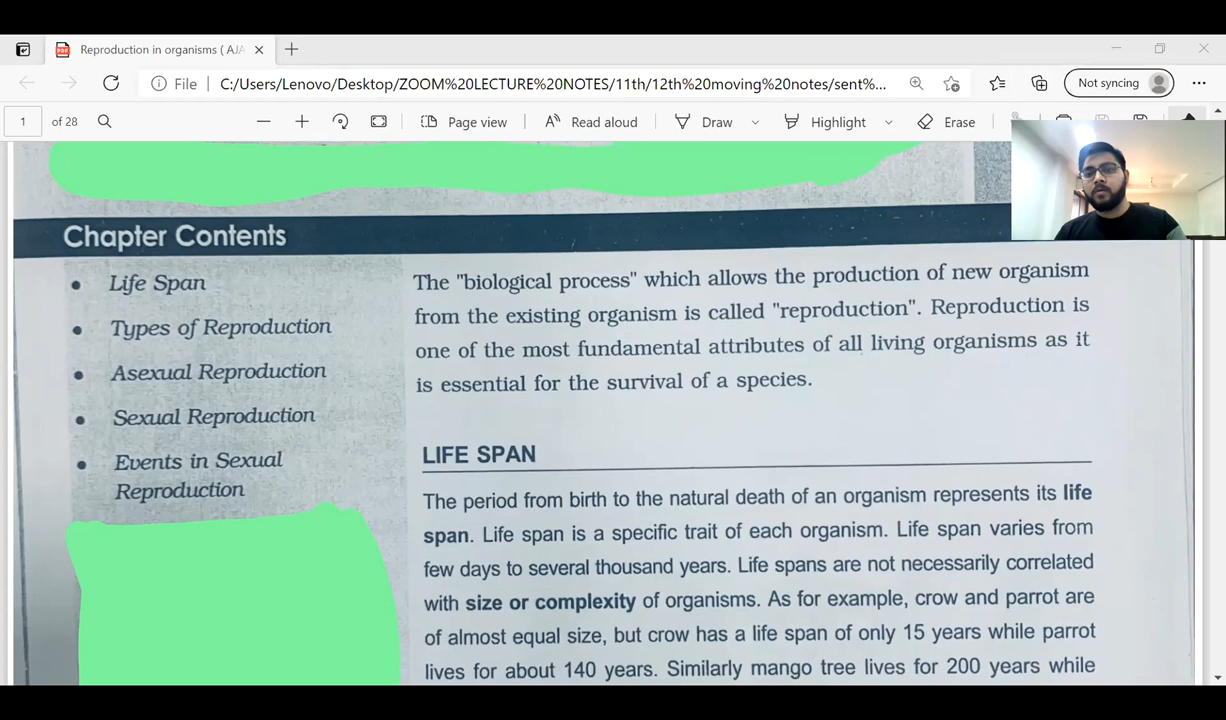 Reproduction in organisms ( AJA
File
C:/Users/Lenovo/Desktop/ZOOM%20LECTURE%20NOTES/11th/12th%20moving%20notes/sent%...
Not syncing
1 of 28
Page view
Read aloud
Draw
Highlight
Erase
Chapter Contents
• Life Span
• Types of Reproduction
• Asexual Reproduction
• Sexual Reproduction
• Events in Sexual
Reproduction
The "biological process" which allows the production of new organism
from the existing organism is called "reproduction". Reproduction is
one of the most fundamental attributes of all living organisms as it
is essential for the survival of a species.
LIFE SPAN
The period from birth to the natural death of an organism represents its life
span. Life span is a specific trait of each organism. Life span varies from
few days to several thousand years. Life spans are not necessarily correlated
with size or complexity of organisms. As for example, crow and parrot are
of almost equal size, but crow has a life span of only 15 years while parrot
lives for about 140 years. Similarly mango tree lives for 200 years while